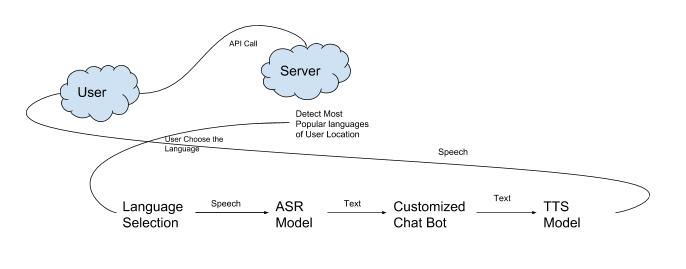 API Call
Server
User
Detect Most
Popular languages
of User Location
User Choose the
Language
Speech
Language
Selection
Speech
ASR
Model
Text
Customized
Chat Bot
Text
TTS
Model